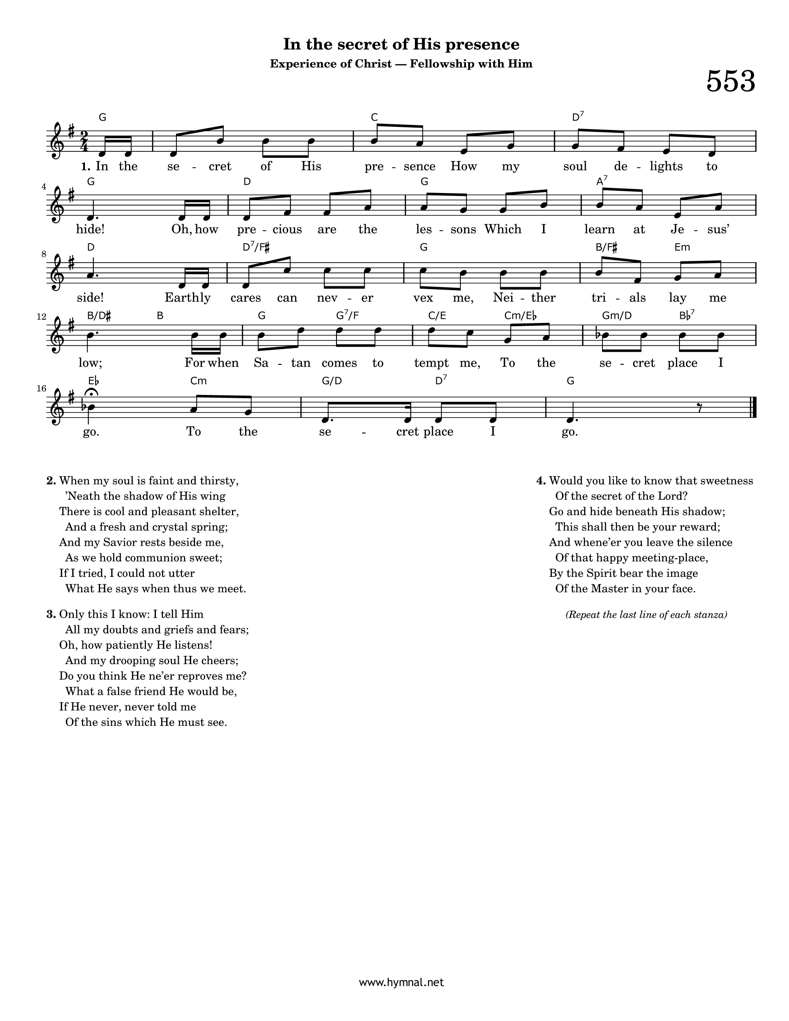 In the secret of His presence
Experience of Christ — Fellowship with Him
553
G C D7
2
4
1. In the se - cret of His pre - sence How my soul de - lights to
4
G D G A7
hide! Oh, how pre - cious are the les - sons Which I learn at Je - sus'
8
D D7/F♯ G B/F♯ Em
side! Earthly cares can nev - er vex me, Nei - ther tri - als lay me
12
B/D♯ B G G7/F C/E Cm/E♭ Gm/D B♭7
low; For when Sa - tan comes to tempt me, To the se - cret place I
16
E♭ Cm G/D D7 G
go. To the se - cret place I go.
2. When my soul is faint and thirsty,
'Neath the shadow of His wing
There is cool and pleasant shelter,
And a fresh and crystal spring;
And my Savior rests beside me,
As we hold communion sweet;
If I tried, I could not utter
What He says when thus we meet.
3. Only this I know: I tell Him
All my doubts and griefs and fears;
Oh, how patiently He listens!
And my drooping soul He cheers;
Do you think He ne'er reproves me?
What a false friend He would be,
If He never, never told me
Of the sins which He must see.
4. Would you like to know that sweetness
Of the secret of the Lord?
Go and hide beneath His shadow;
This shall then be your reward;
And whene'er you leave the silence
Of that happy meeting-place,
By the Spirit bear the image
Of the Master in your face.
(Repeat the last line of each stanza)
www.hymnal.net